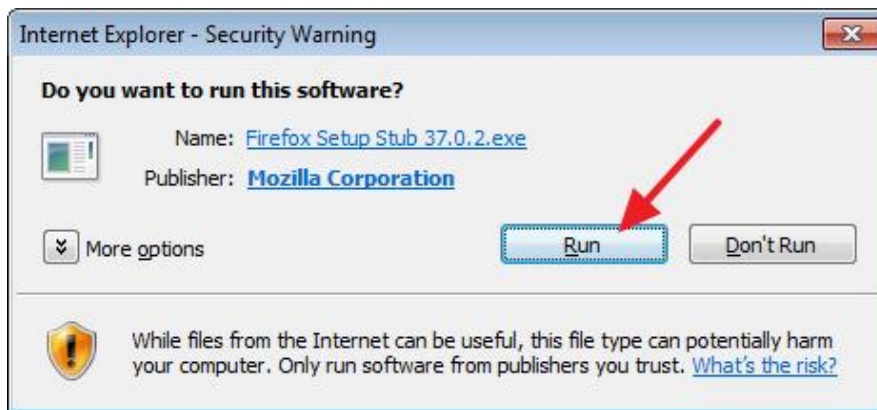 Internet Explorer - Security Warning
Do you want to run this software?
Name: Firefox Setup Stub 37.0.2.exe
Publisher: Mozilla Corporation
More options
Run
Don't Run
While files from the Internet can be useful, this file type can potentially harm
your computer. Only run software from publishers you trust. What's the risk?